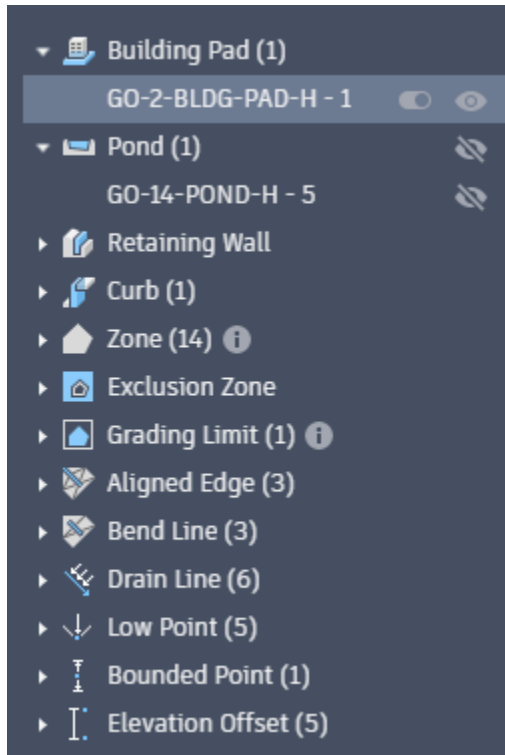 Building Pad (1)
GO-2-BLDG-PAD-H - 1
Pond (1)
GO-14-POND-H - 5
Retaining Wall
Curb (1)
Zone (14)
Exclusion Zone
Grading Limit (1)
Aligned Edge (3)
Bend Line (3)
Drain Line (6)
Low Point (5)
Bounded Point (1)
Elevation Offset (5)